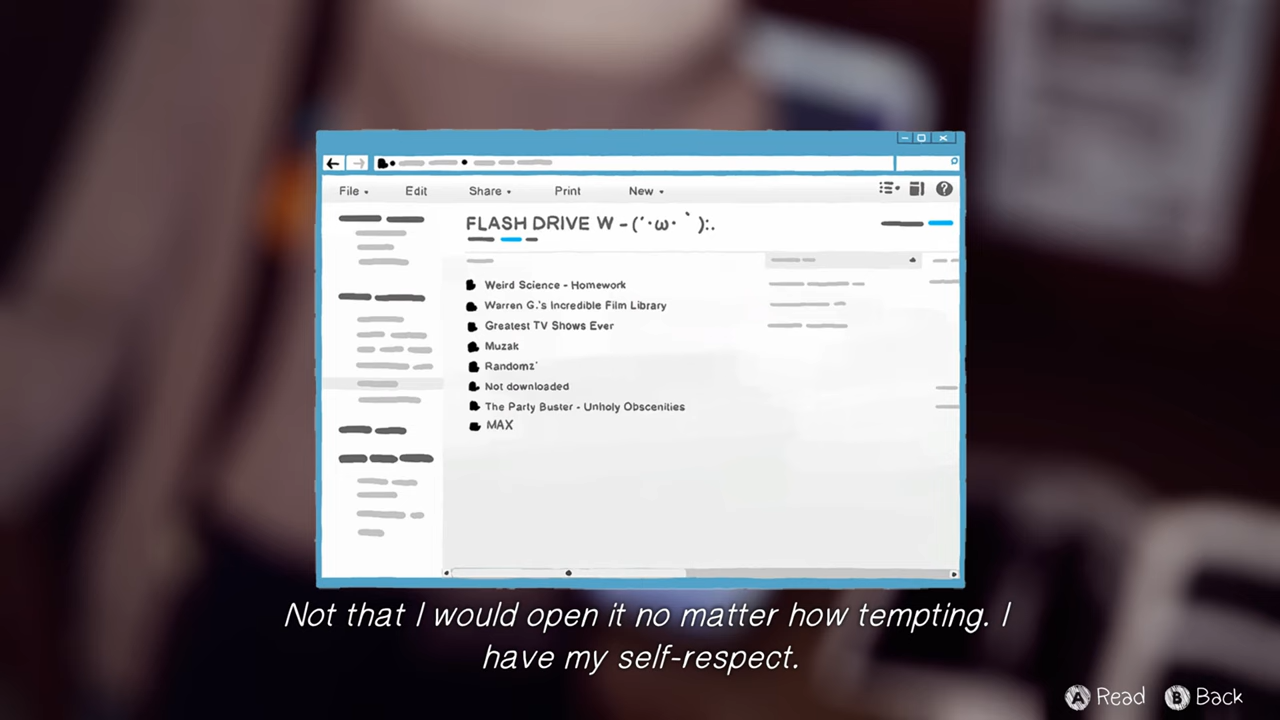 File Edit Share Print New
FLASH DRIVE W -(´・ω・｀):.
Weird Science - Homework
Warren G.'s Incredible Film Library
Greatest TV Shows Ever
Muzak
Randomz'
Not downloaded
The Party Buster - Unholy Obscenities
MAX
Not that I would open it no matter how tempting. I
have my self-respect.
A Read B Back